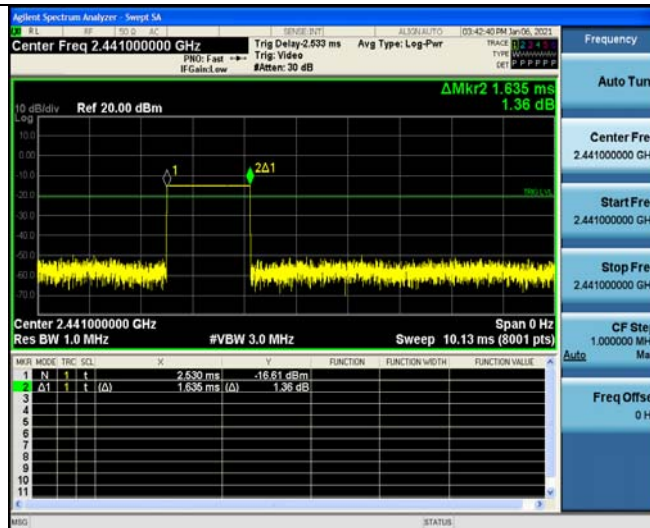 Agilent Spectrum Analyzer - Swept SA
RL RF 50 Ω AC SENSE:INT ALIGNAUTO 03:42:40 PM Jan 06, 2021
Center Freq 2.441000000 GHz
PNO: Fast
IFGain:Low
Trig Delay-2.533 ms
Trig: Video
#Atten: 30 dB
Avg Type: Log-Pwr
TRACE 1 2 3 4 5 6
TYPE
DET P P P P P P
ΔMkr2 1.635 ms
1.36 dB
10 dB/div Ref 20.00 dBm
Log
10.0
0.00
-10.0
-20.0
-30.0
-40.0
-50.0
-60.0
-70.0
1
2Δ1
TRIG LVL
Center 2.441000000 GHz Span 0 Hz
Res BW 1.0 MHz #VBW 3.0 MHz Sweep 10.13 ms (8001 pts)
MKR MODE TRC SCL X Y FUNCTION FUNCTION WIDTH FUNCTION VALUE
1 N 1 t 2.530 ms -16.61 dBm
2 Δ1 1 t (Δ) 1.635 ms (Δ) 1.36 dB
3
4
5
6
7
8
9
10
11
MSG STATUS
Frequency
Auto Tun
Center Fre
2.441000000 GH
Start Fre
2.441000000 GH
Stop Fre
2.441000000 GH
CF Ste
1.000000 MH
Auto Ma
Freq Offse
0 H